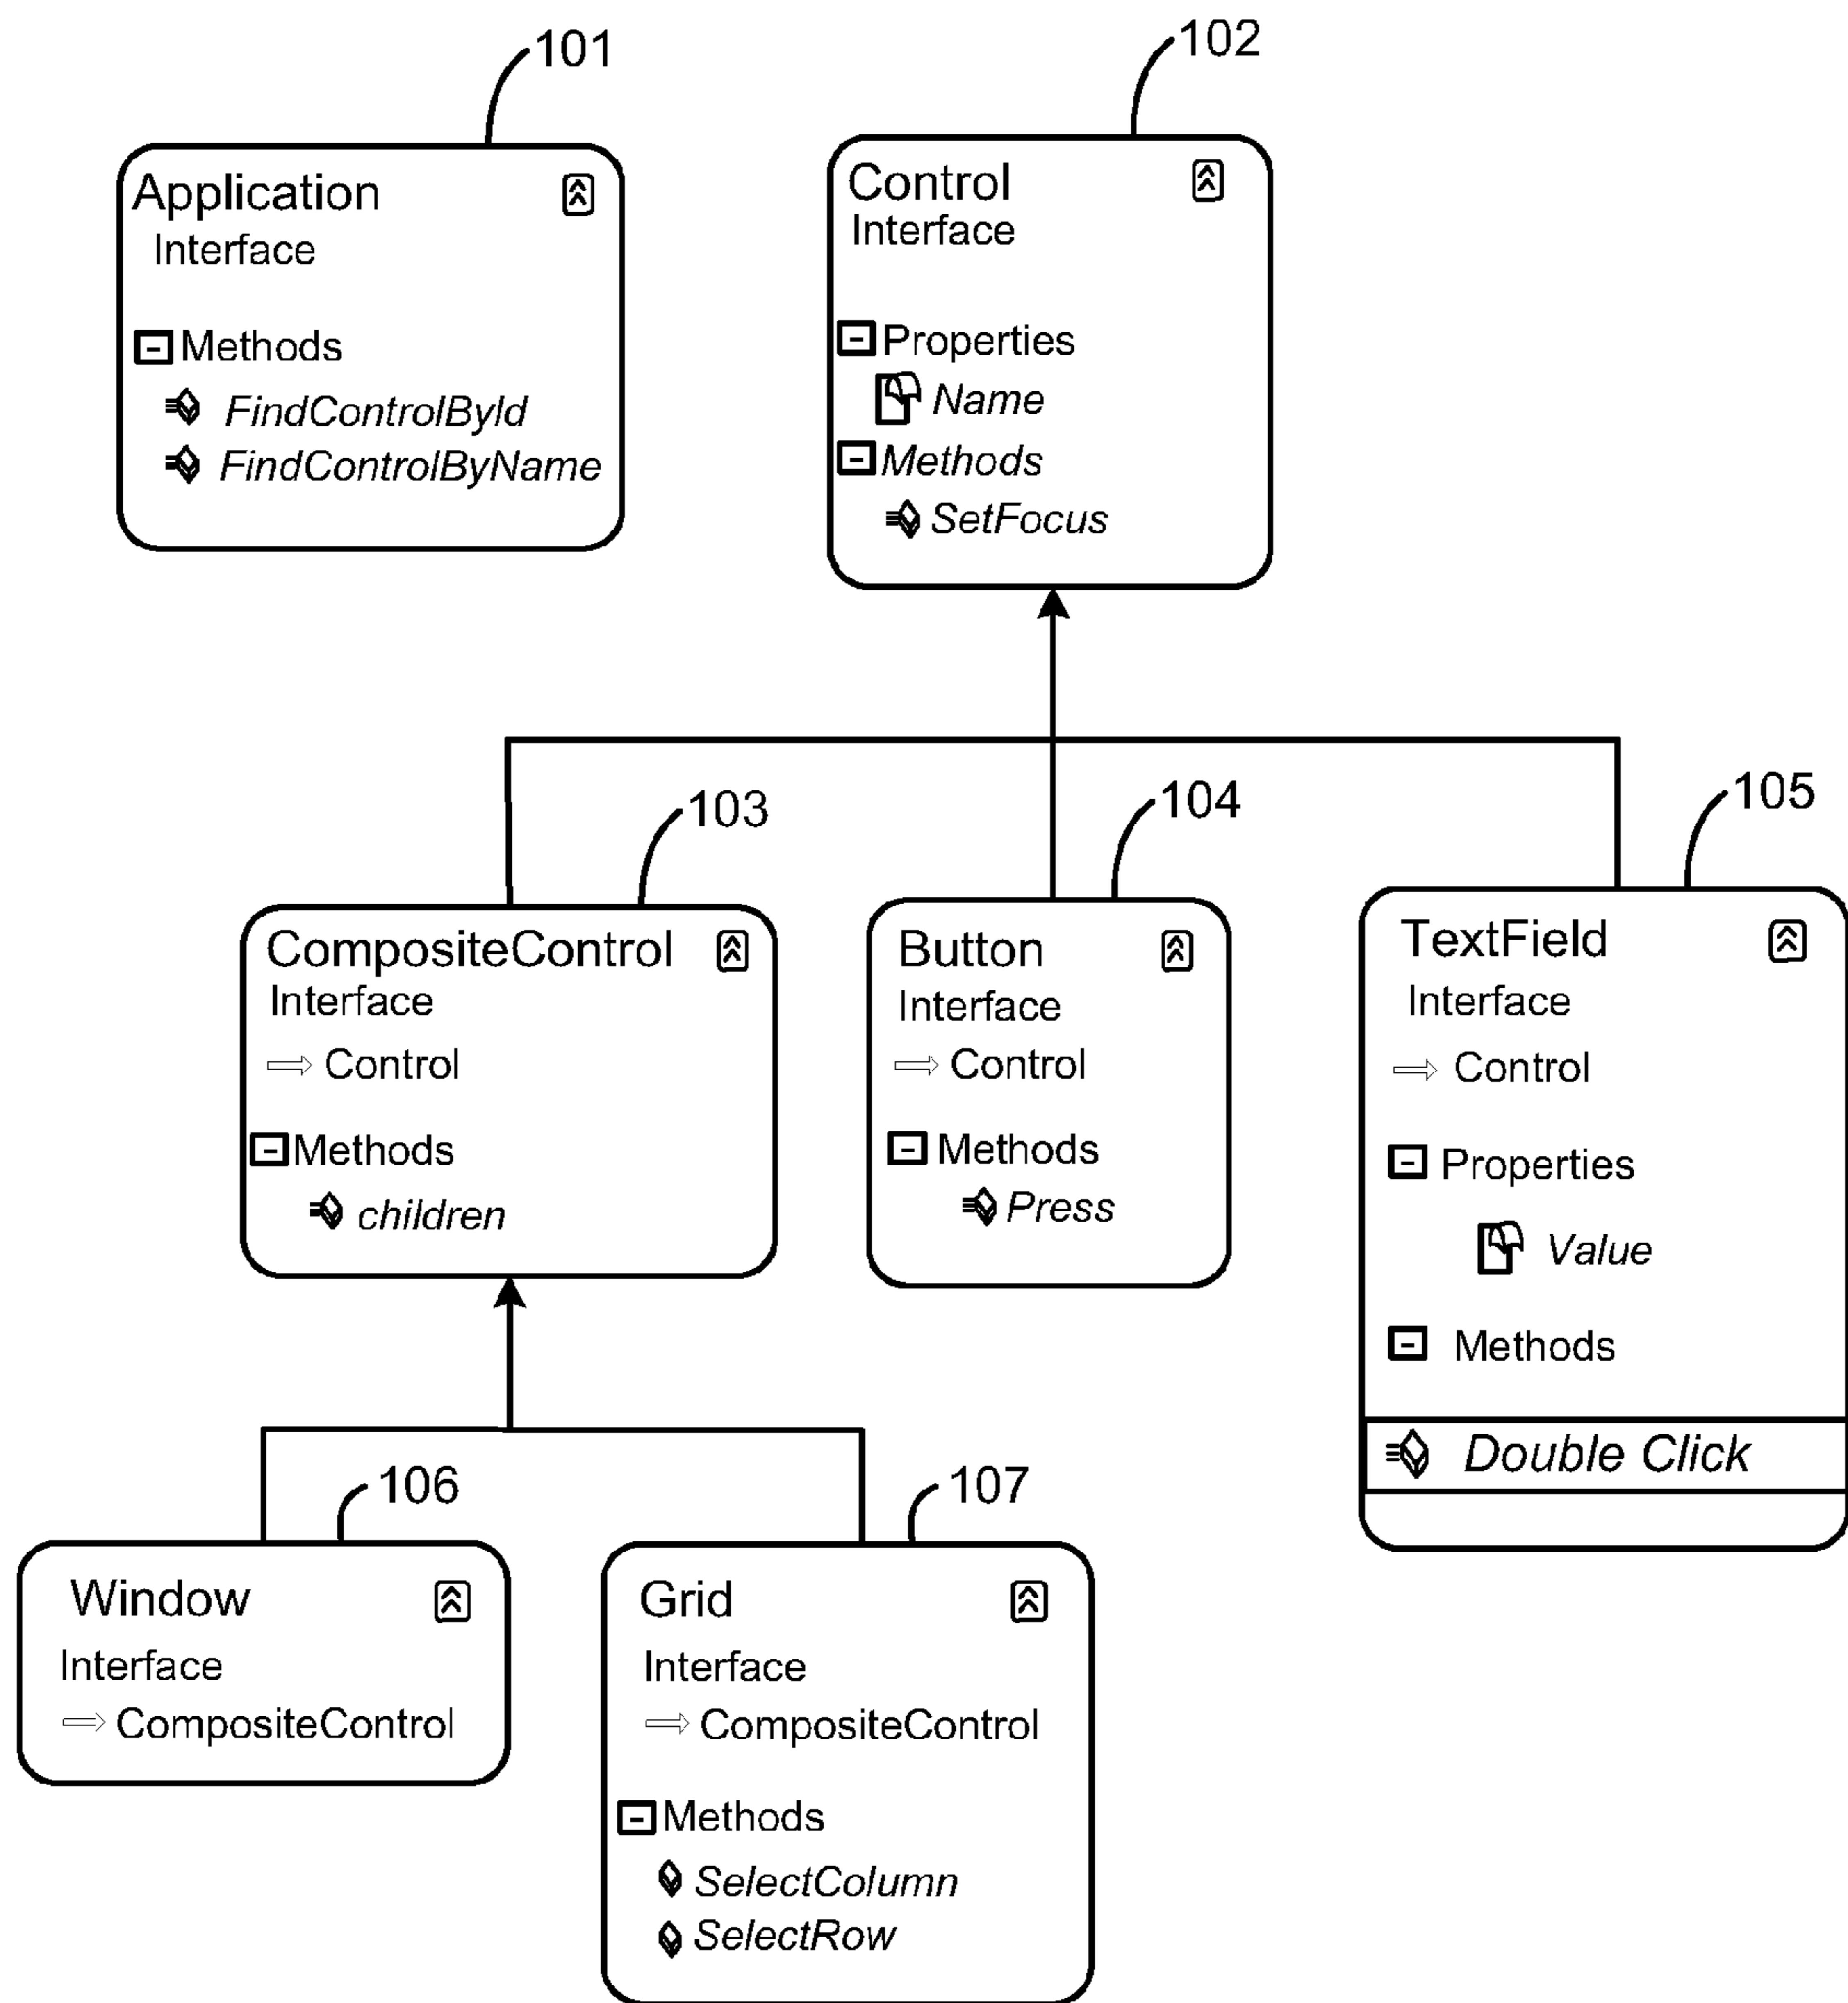 101
Application
Interface
Methods
FindControlById
FindControlByName
102
Control
Interface
Properties
Name
Methods
SetFocus
103
CompositeControl
Interface
Control
Methods
children
104
Button
Interface
Control
Methods
Press
105
TextField
Interface
Control
Properties
Value
Methods
Double Click
106
Window
Interface
CompositeControl
107
Grid
Interface
CompositeControl
Methods
SelectColumn
SelectRow